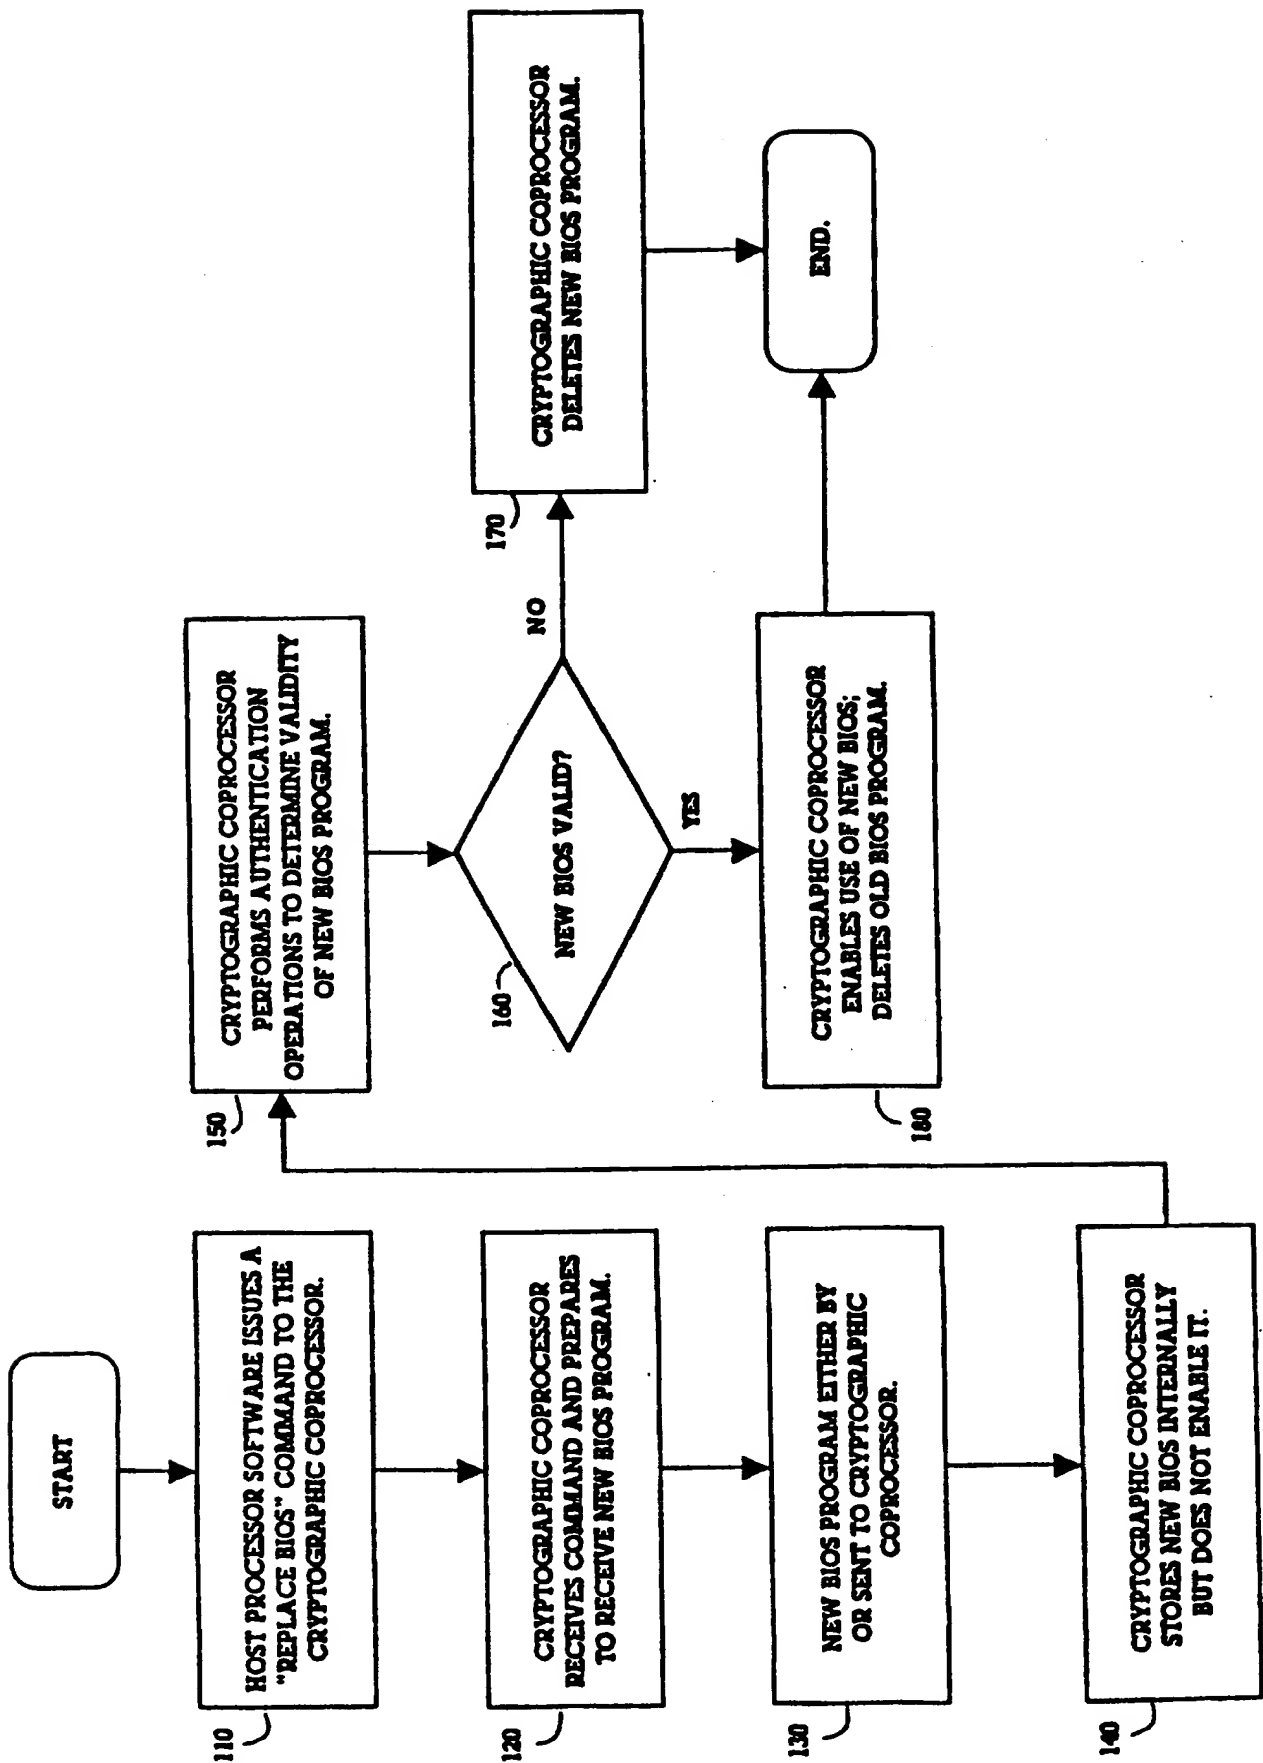 START
110
HOST PROCESSOR SOFTWARE ISSUES A
"REPLACE BIOS" COMMAND TO THE
CRYPTOGRAPHIC COPROCESSOR.
120
CRYPTOGRAPHIC COPROCESSOR
RECEIVES COMMAND AND PREPARES
TO RECEIVE NEW BIOS PROGRAM.
130
NEW BIOS PROGRAM EITHER BY
OR SENT TO CRYPTOGRAPHIC
COPROCESSOR.
140
CRYPTOGRAPHIC COPROCESSOR
STORES NEW BIOS INTERNALLY
BUT DOES NOT ENABLE IT.
150
CRYPTOGRAPHIC COPROCESSOR
PERFORMS AUTHENTICATION
OPERATIONS TO DETERMINE VALIDITY
OF NEW BIOS PROGRAM.
160
NEW BIOS VALID?
NO
YES
170
CRYPTOGRAPHIC COPROCESSOR
DELETES NEW BIOS PROGRAM.
180
CRYPTOGRAPHIC COPROCESSOR
ENABLES USE OF NEW BIOS;
DELETES OLD BIOS PROGRAM.
END.